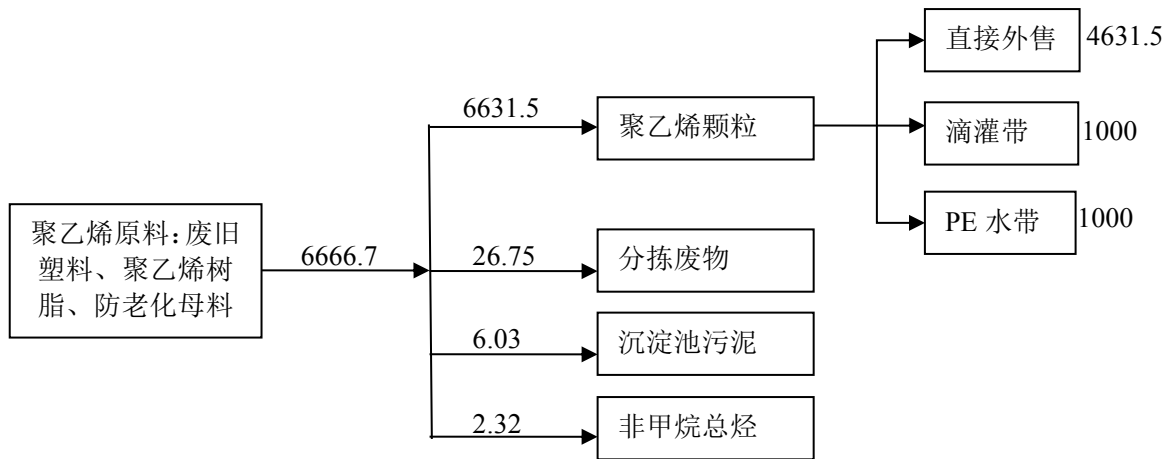 直接外售
4631.5
6631.5
聚乙烯颗粒
滴灌带
1000
PE 水带
1000
聚乙烯原料：废旧
塑料、聚乙烯树
脂、防老化母料
6666.7
26.75
分拣废物
6.03
沉淀池污泥
2.32
非甲烷总烃